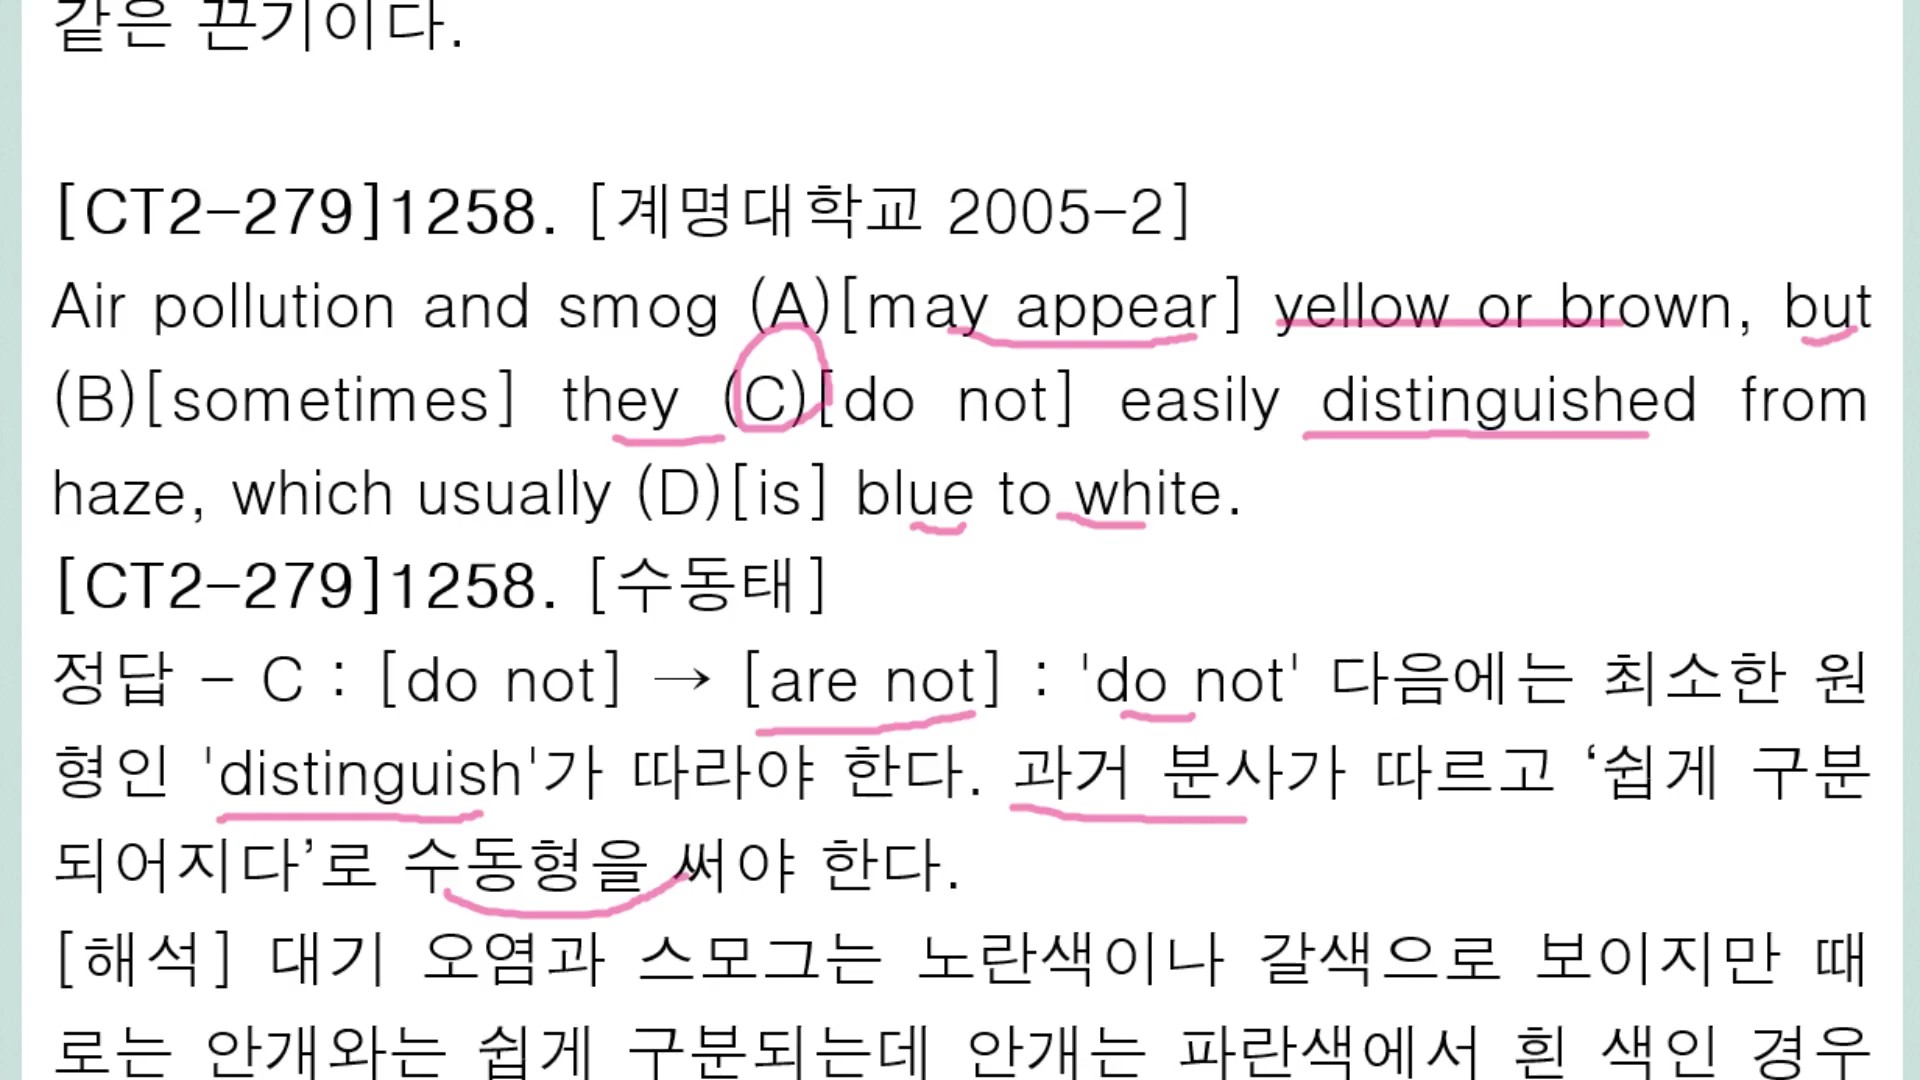 같은 끈기이다.
[CT2-279]1258. [계명대학교 2005-2]
Air pollution and smog (A)[may appear] yellow or brown, but
(B)[sometimes] they (C)[do not] easily distinguished from
haze, which usually (D)[is] blue to white.
[CT2-279]1258. [수동태]
정답 - C : [do not] → [are not] : 'do not' 다음에는 최소한 원
형인 'distinguish'가 따라야 한다. 과거 분사가 따르고 ‘쉽게 구분
되어지다’로 수동형을 써야 한다.
[해석] 대기 오염과 스모그는 노란색이나 갈색으로 보이지만 때
로는 안개와는 쉽게 구분되는데 안개는 파란색에서 흰 색인 경우